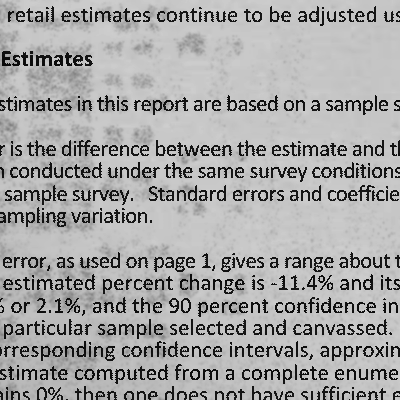 retail estimates continue to be adjusted us
Estimates
stimates in this report are based on a sample s
r is the difference between the estimate and th
n conducted under the same survey conditions
sample survey. Standard errors and coefficie
ampling variation.
error, as used on page 1, gives a range about t
estimated percent change is -11.4% and its
% or 2.1%, and the 90 percent confidence in
particular sample selected and canvassed.
orresponding confidence intervals, approxin
stimate computed from a complete enume
ains 0%, then one does not have sufficient e